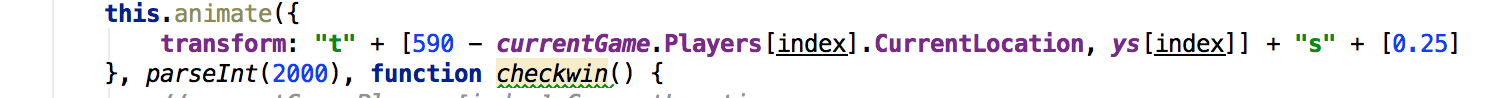 this.animate({
transform: "t" + [590 - currentGame.Players[index].CurrentLocation, ys[index]] + "s" + [0.25]
}, parseInt(2000), function checkwin() {